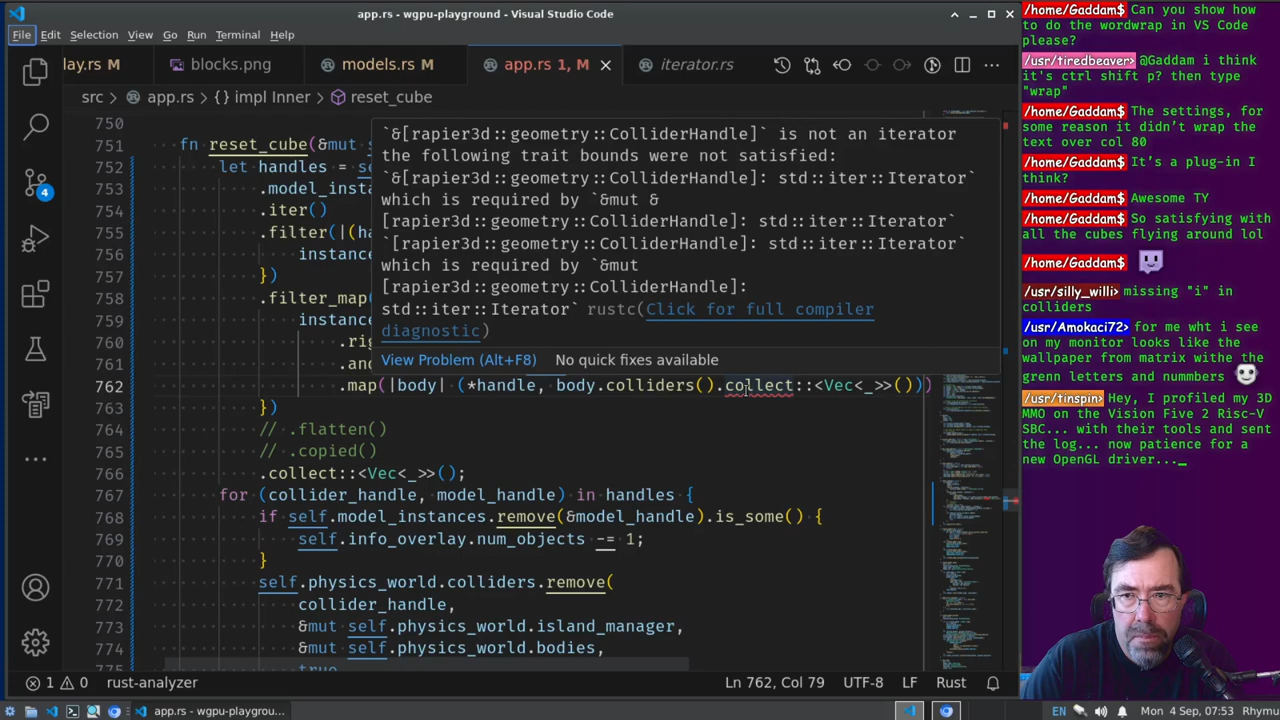 app.rs - wgpu-playground - Visual Studio Code
File Edit Selection View Go Run Terminal Help
lay.rs M blocks.png models.rs M app.rs 1, M iterator.rs
src > app.rs > {} impl Inner > reset_cube
750
751 fn reset_cube(&mut s
752 let handles = se
753 .model_insta
754 .iter()
755 .filter(|(ha
756 instance
757 })
758 .filter_map(
759 instance
760 .rig
761 .and
762 .map(|body| (*handle, body.colliders().collect::<Vec<_>>()))
763 })
764 // .flatten()
765 // .copied()
766 .collect::<Vec<_>>();
767 for (collider_handle, model_handle) in handles {
768 self.model_instances.remove(&model_handle).is_some() {
769 self.info_overlay.num_objects -= 1;
770 }
771 self.physics_world.colliders.remove(
772 collider_handle,
773 &mut self.physics_world.island_manager,
774 &mut self.physics_world.bodies,
775 true
`&[rapier3d::geometry::ColliderHandle]` is not an iterator
the following trait bounds were not satisfied:
`&[rapier3d::geometry::ColliderHandle]: std::iter::Iterator`
which is required by `&mut &
[rapier3d::geometry::ColliderHandle]: std::iter::Iterator`
`[rapier3d::geometry::ColliderHandle]: std::iter::Iterator`
which is required by `&mut
[rapier3d::geometry::ColliderHandle]:
std::iter::Iterator` rustc(Click for full compiler
diagnostic)
View Problem (Alt+F8) No quick fixes available
4
1 0 rust-analyzer Ln 762, Col 79 UTF-8 LF Rust
app.rs - wgpu-playgrou... EN Mon 4 Sep, 07:53 Rhymu
/home/Gaddam$ Can you show how
to do the wordwrap in VS Code
please?
/usr/tiredbeaver> @Gaddam i think
it's ctrl shift p? then type
"wrap"
/home/Gaddam$ The settings, for
some reason it didn’t wrap the
text over col 80
/home/Gaddam$ It’s a plug-in I
think?
/home/Gaddam$ Awesome TY
/home/Gaddam$ So satisfying with
all the cubes flying around lol
/home/Gaddam$
/usr/silly_willi> missing "i" in
colliders
/usr/Amokaci72> for me wht i see
on my monitor looks like the
wallpaper from matrix withe the
grenn letters and nummbers
/usr/tinspin> Hey, I profiled my 3D
MMO on the Vision Five 2 Risc-V
SBC... with their tools and sent
the log... now patience for a
new OpenGL driver..._